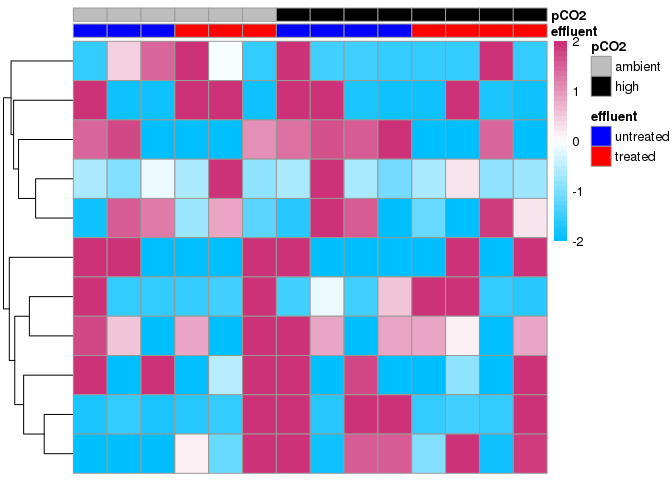 pCO2
effluent
2
1
0
-1
-2
pCO2
ambient
high
effluent
untreated
treated